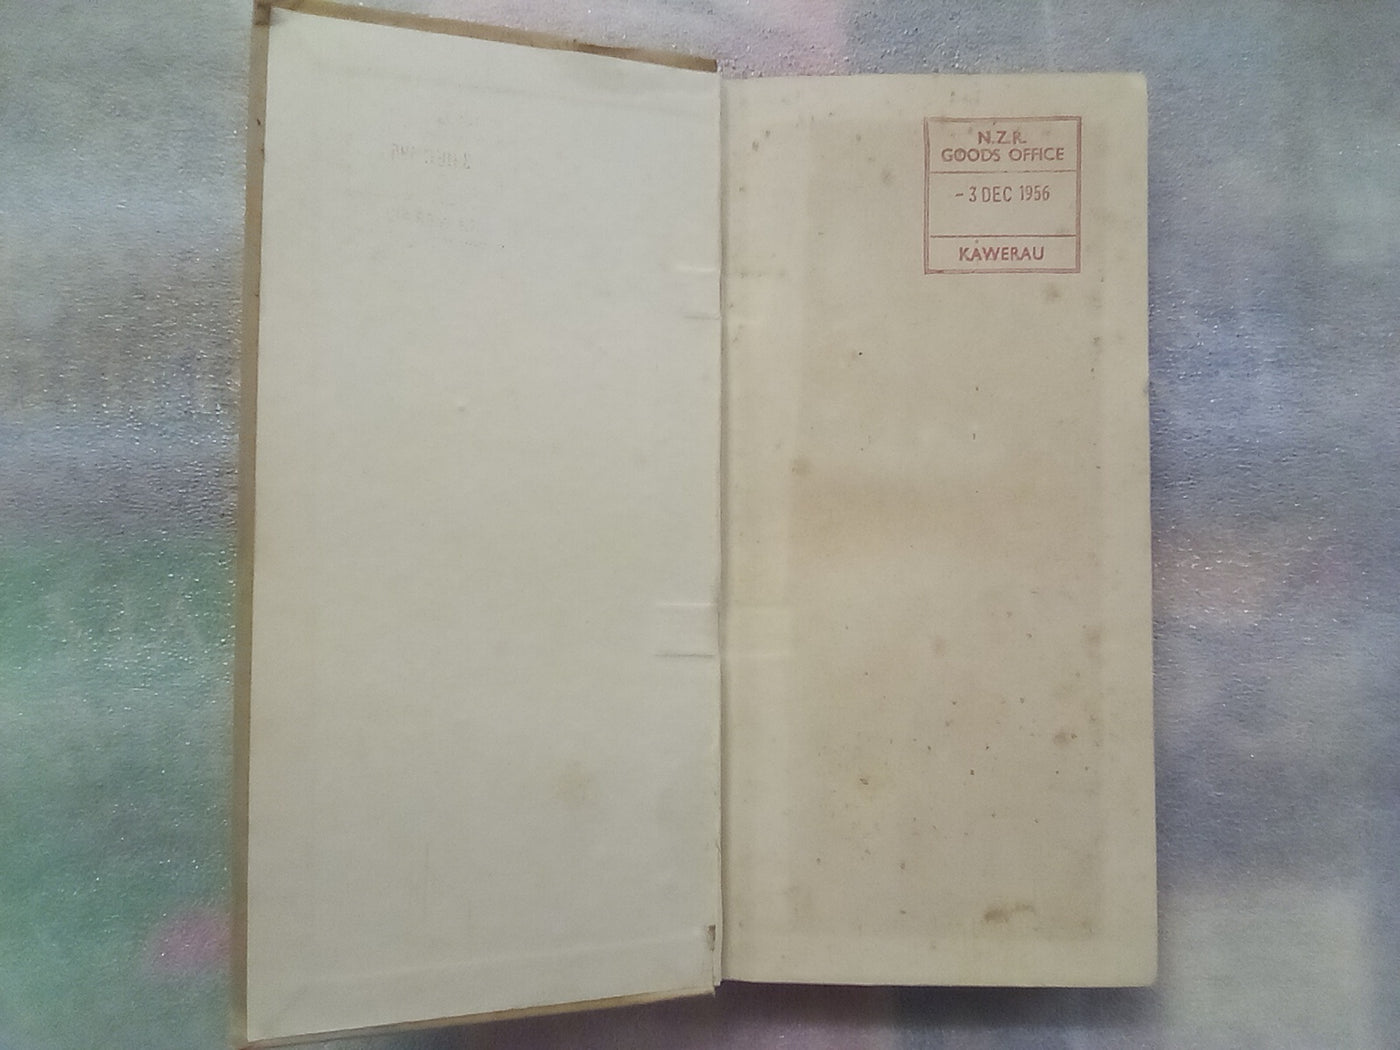 N.Z.R.
GOODS OFFICE
- 3 DEC 1956
KAWERAU